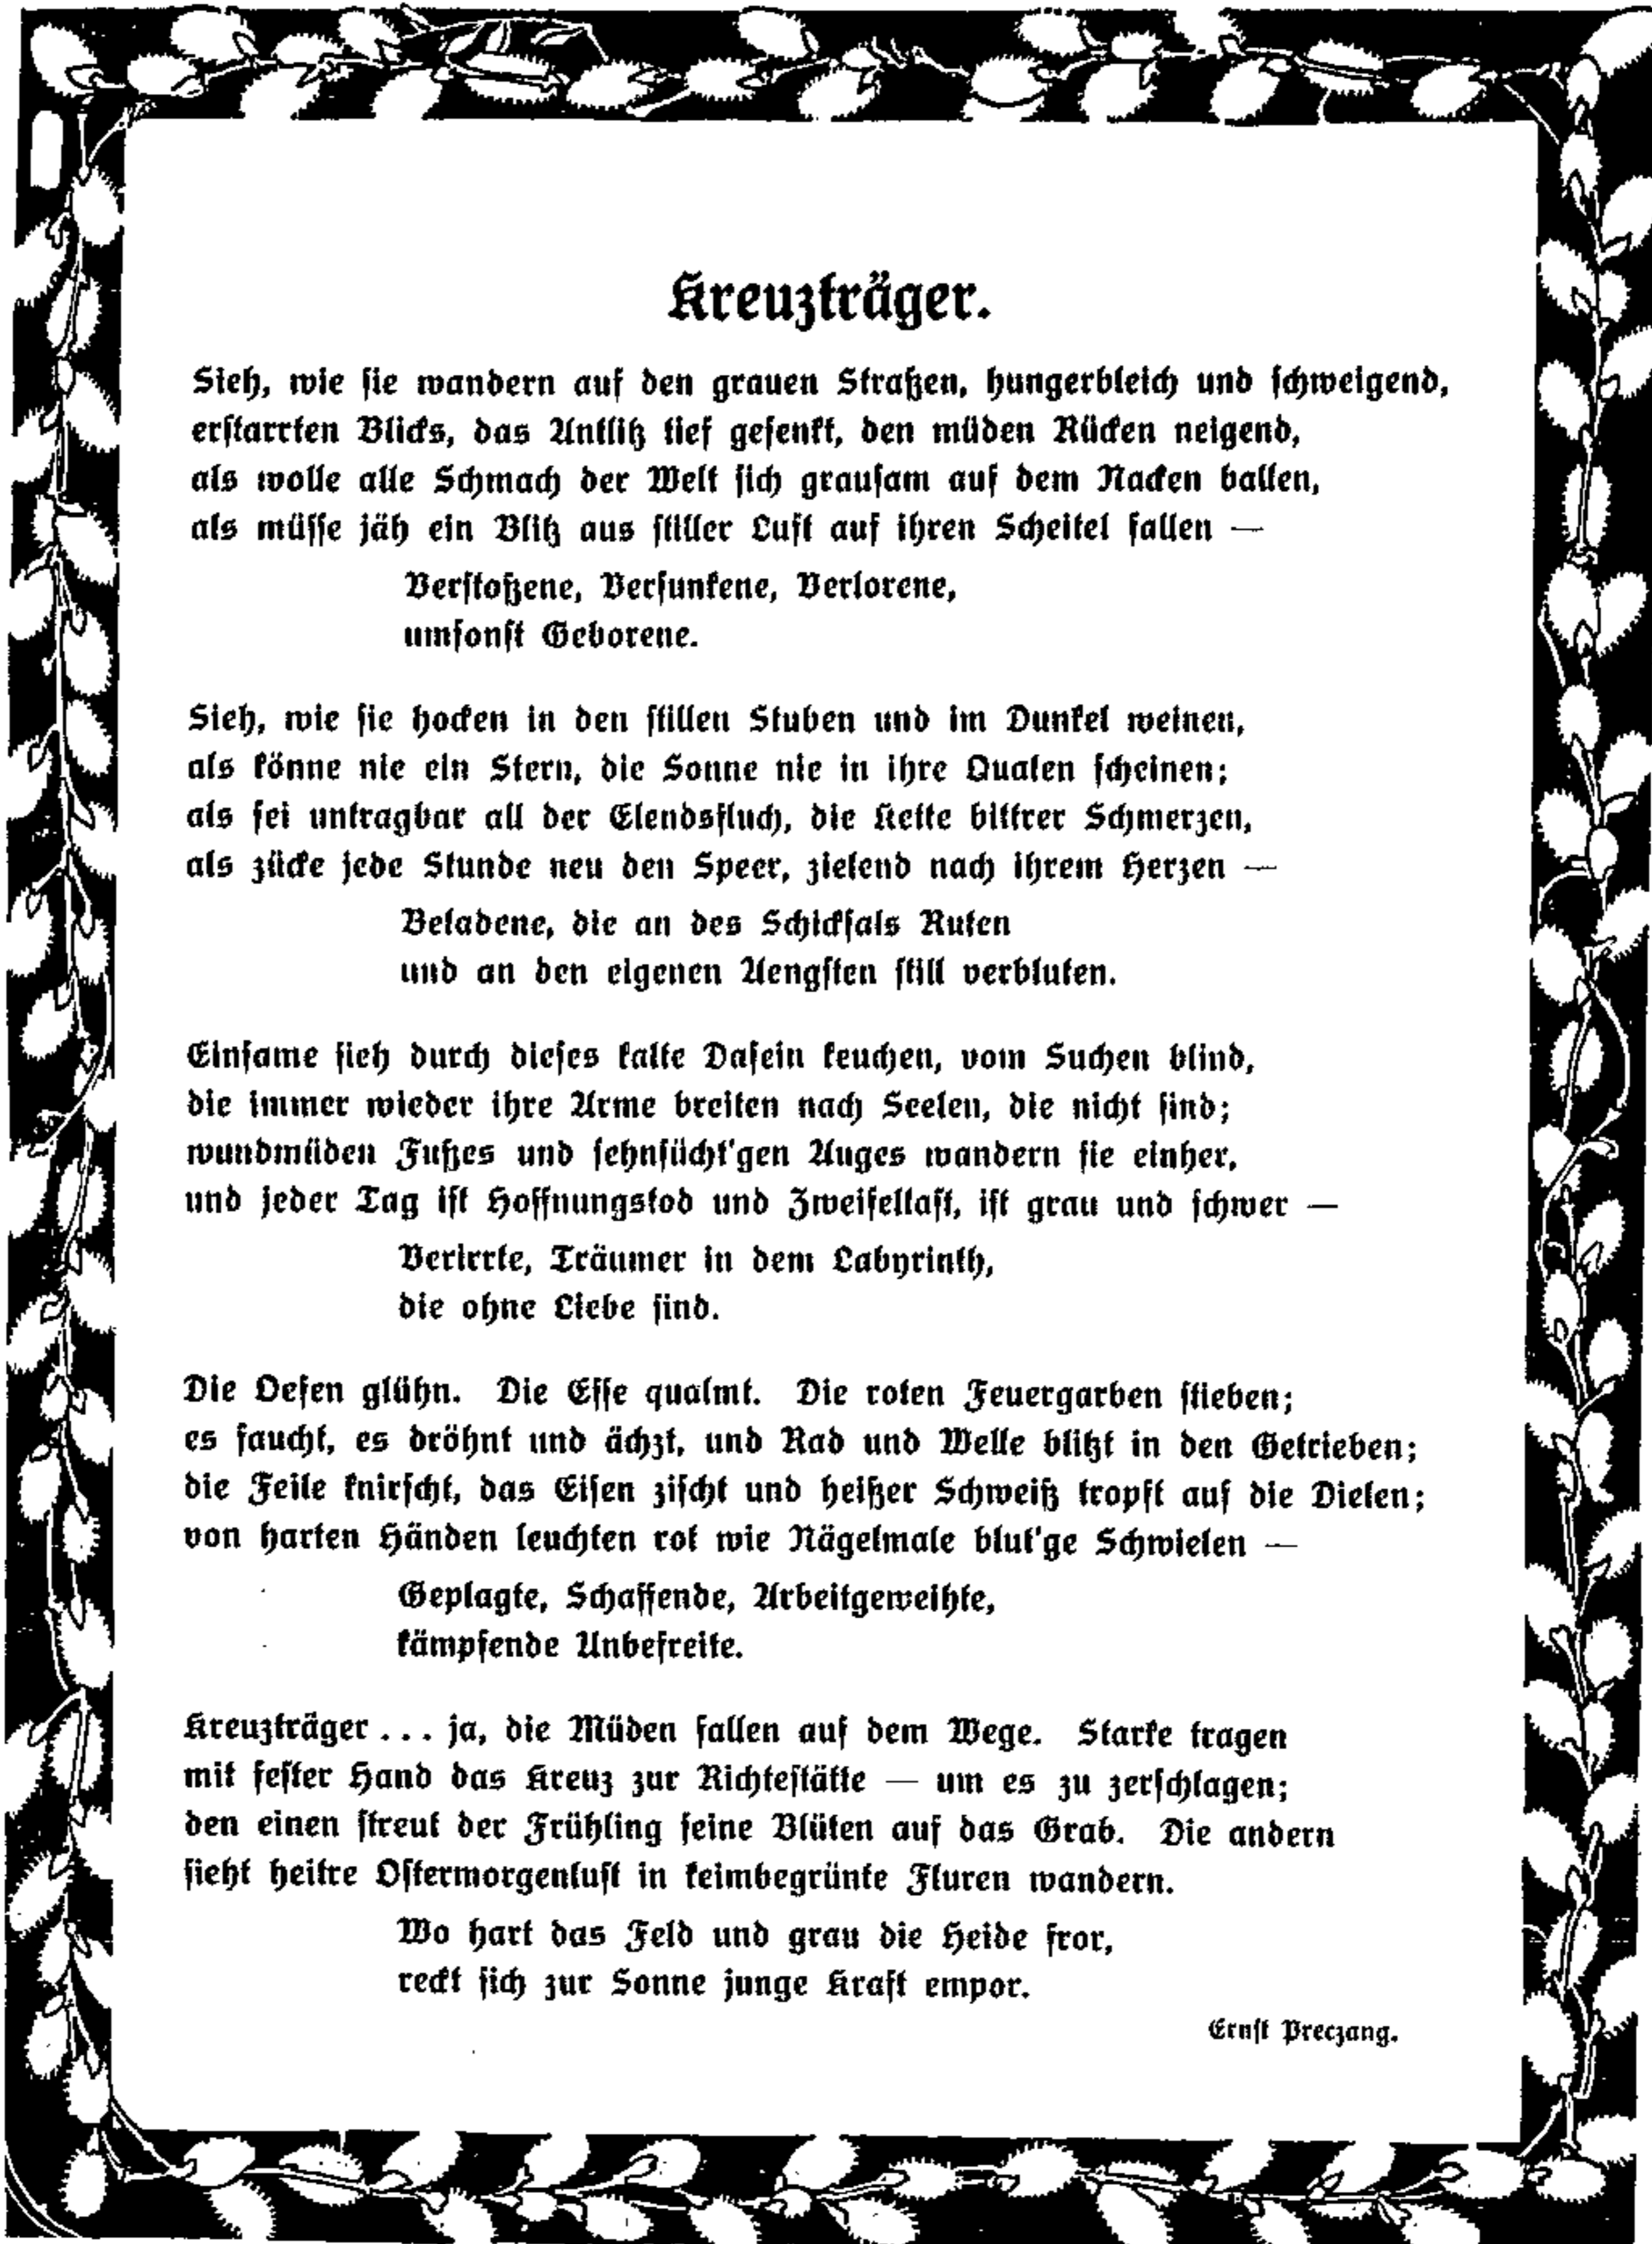 Kreuzträger.
Sieh, wie sie wandern auf den grauen Straßen, hungerbleich und schweigend,
erstarrten Blicks, das Antlitz tief gesenkt, den müden Rücken neigend,
als wolle alle Schmach der Welt sich grausam auf dem Nacken ballen,
als müsse jäh ein Blitz aus stiller Luft auf ihren Scheitel fallen —
Verstoßene, Versunkene, Verlorene,
umsonst Geborene.
Sieh, wie sie hocken in den stillen Stuben und im Dunkel weinen,
als könne nie ein Stern, die Sonne nie in ihre Qualen scheinen;
als sei untragbar all der Elendsfluch, die Kette bittrer Schmerzen,
als zücke jede Stunde neu den Speer, zielend nach ihrem Herzen —
Beladene, die an des Schicksals Ruten
und an den eigenen Aengsten still verbluten.
Einsame sieh durch dieses kalte Dasein keuchen, vom Suchen blind,
die immer wieder ihre Arme breiten nach Seelen, die nicht sind;
wundmüden Fußes und sehnsücht'gen Auges wandern sie einher,
und jeder Tag ist Hoffnungstod und Zweifellast, ist grau und schwer —
Verirrte, Träumer in dem Labyrinth,
die ohne Liebe sind.
Die Oefen glühn. Die Esse qualmt. Die roten Feuergarben stieben;
es faucht, es dröhnt und ächzt, und Rad und Welle blitzt in den Getrieben;
die Feile knirscht, das Eisen zischt und heißer Schweiß tropft auf die Dielen;
von harten Händen leuchten rot wie Nägelmale blut'ge Schwielen —
Geplagte, Schaffende, Arbeitgeweihte,
kämpfende Unbefreite.
Kreuzträger ... ja, die Müden fallen auf dem Wege. Starke tragen
mit fester Hand das Kreuz zur Richtestätte — um es zu zerschlagen;
den einen streut der Frühling seine Blüten auf das Grab. Die andern
sieht heitre Ostermorgenlust in keimbegrünte Fluren wandern.
Wo hart das Feld und grau die Heide fror,
reckt sich zur Sonne junge Kraft empor.
Ernst Preczang.